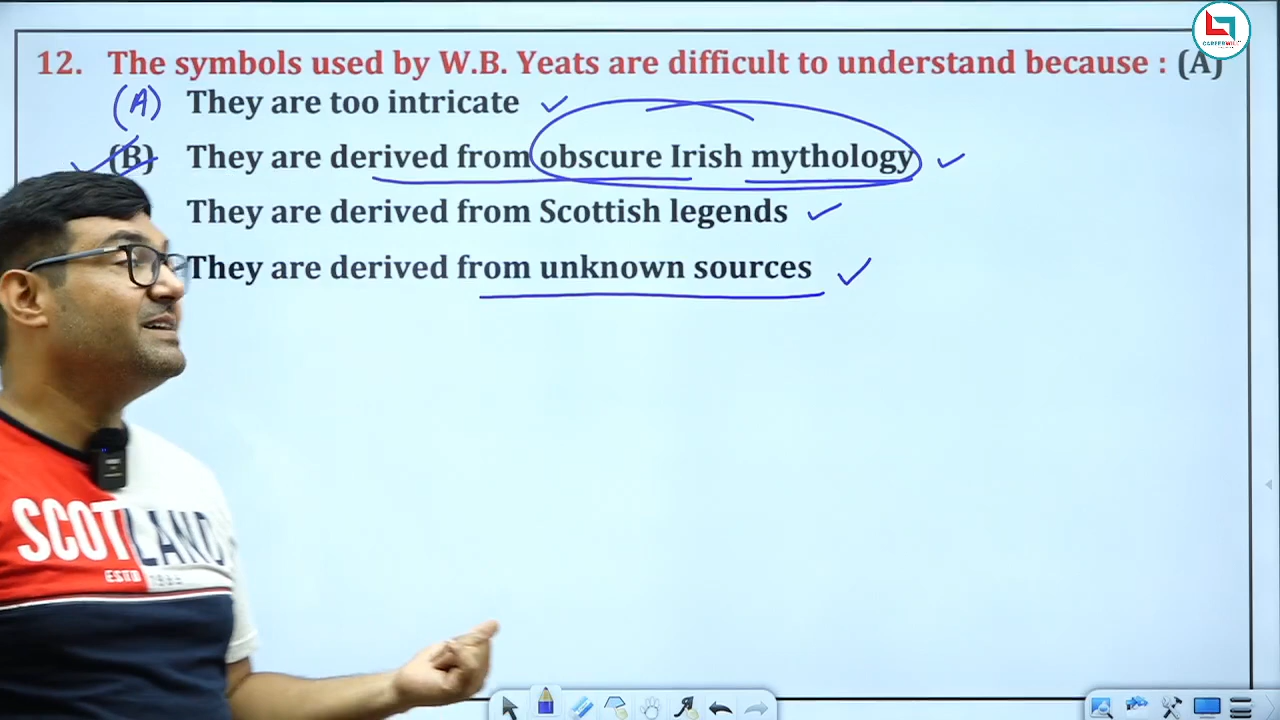 12. The symbols used by W.B. Yeats are difficult to understand because : (A)
(A) They are too intricate
(B) They are derived from obscure Irish mythology
They are derived from Scottish legends
They are derived from unknown sources
SCOTLAND
ESTD